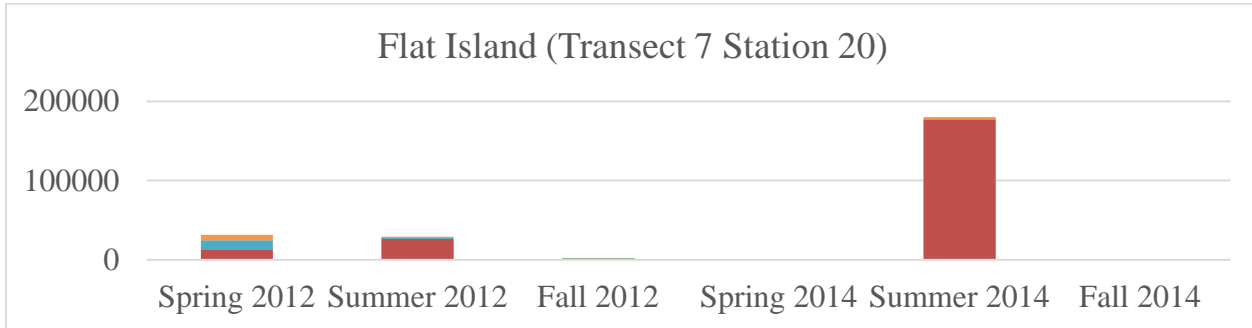 Flat Island (Transect 7 Station 20)
200000
100000
0
Spring 2012 Summer 2012 Fall 2012 Spring 2014 Summer 2014 Fall 2014